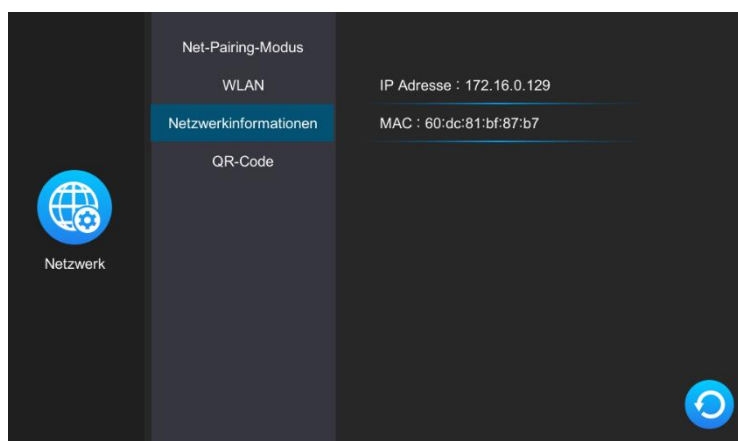 Net-Pairing-Modus
WLAN
Netzwerkinformationen
QR-Code
Netzwerk
IP Adresse : 172.16.0.129
MAC : 60:dc:81:bf:87:b7